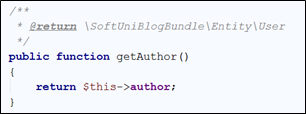 /**
 * @return \SoftUniBlogBundle\Entity\User
 */
public function getAuthor()
{
    return $this->author;
}